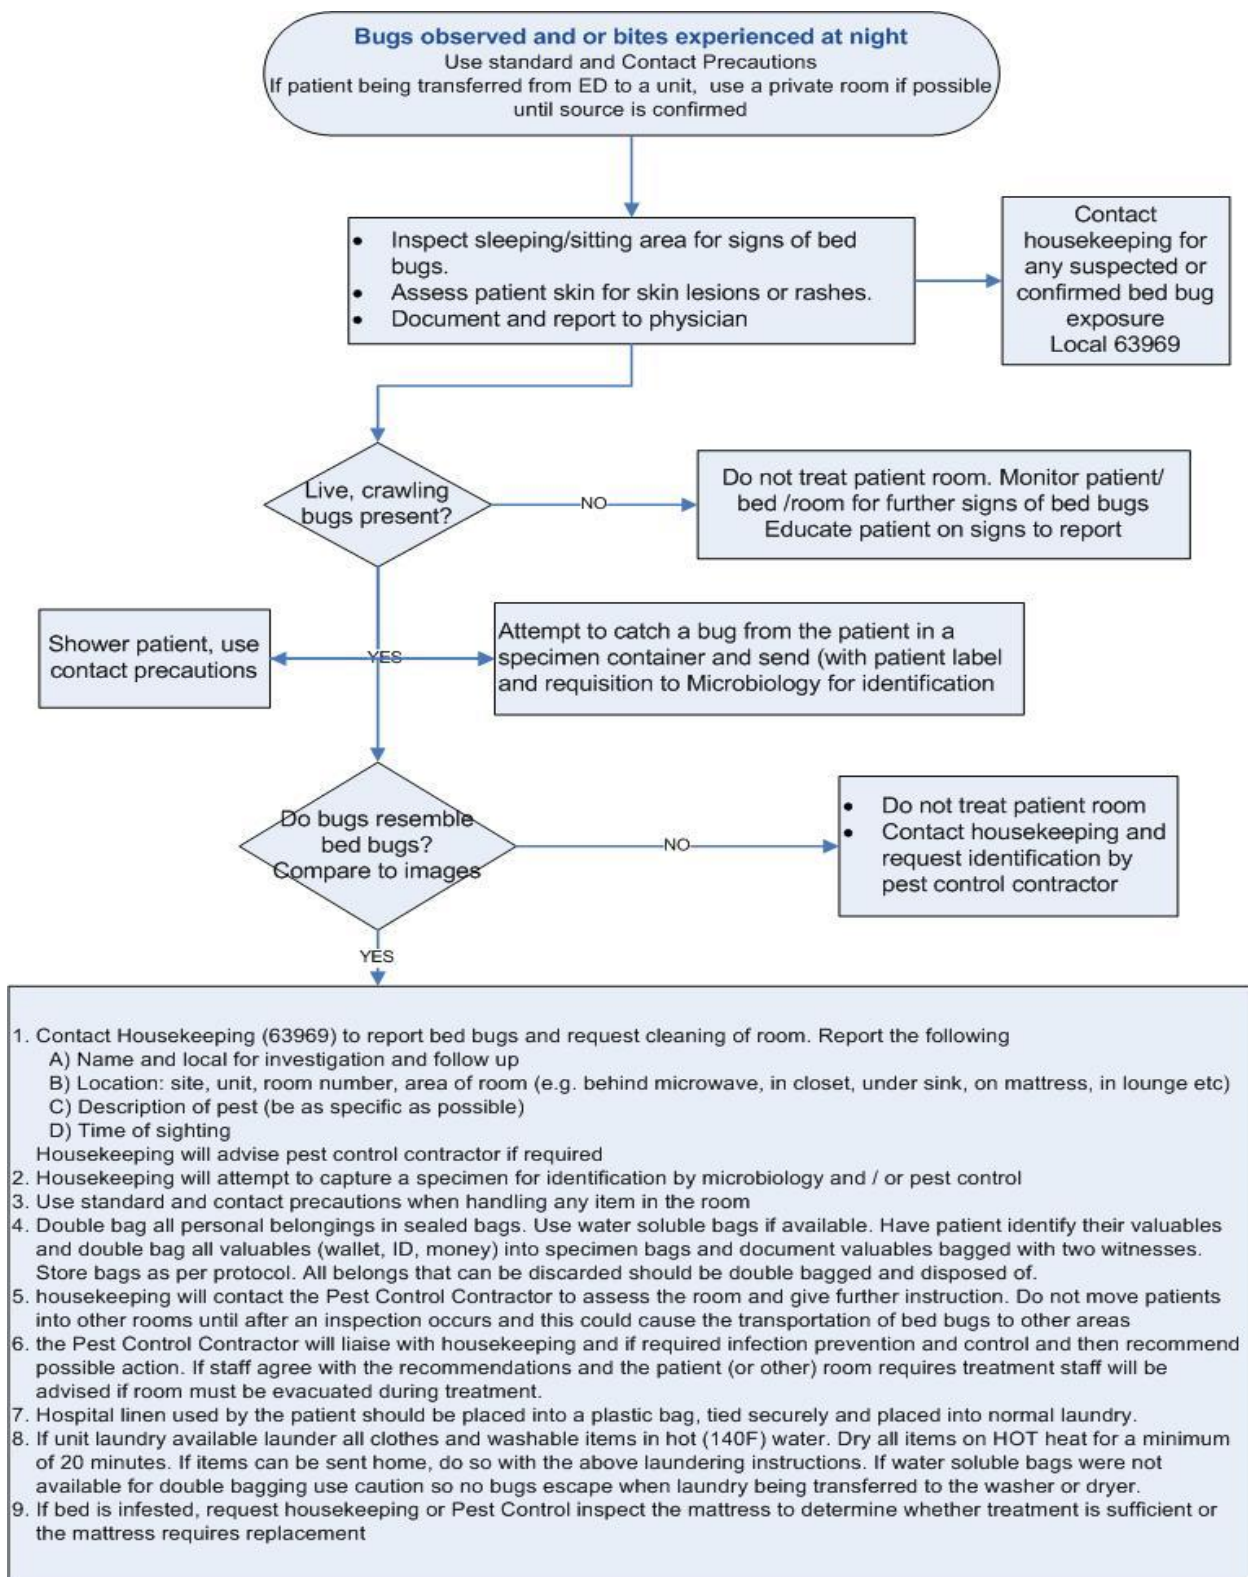 Bugs observed and or bites experienced at night
Use standard and Contact Precautions
If patient being transferred from ED to a unit, use a private room if possible
until source is confirmed
• Inspect sleeping/sitting area for signs of bed
bugs.
• Assess patient skin for skin lesions or rashes.
• Document and report to physician
Contact
housekeeping for
any suspected or
confirmed bed bug
exposure
Local 63969
Live, crawling
bugs present?
NO
Do not treat patient room. Monitor patient/
bed /room for further signs of bed bugs
Educate patient on signs to report
Shower patient, use
contact precautions
YES
Attempt to catch a bug from the patient in a
specimen container and send (with patient label
and requisition to Microbiology for identification
Do bugs resemble
bed bugs?
Compare to images
NO
• Do not treat patient room
• Contact housekeeping and
request identification by
pest control contractor
YES
1. Contact Housekeeping (63969) to report bed bugs and request cleaning of room. Report the following
A) Name and local for investigation and follow up
B) Location: site, unit, room number, area of room (e.g. behind microwave, in closet, under sink, on mattress, in lounge etc)
C) Description of pest (be as specific as possible)
D) Time of sighting
Housekeeping will advise pest control contractor if required
2. Housekeeping will attempt to capture a specimen for identification by microbiology and / or pest control
3. Use standard and contact precautions when handling any item in the room
4. Double bag all personal belongings in sealed bags. Use water soluble bags if available. Have patient identify their valuables
and double bag all valuables (wallet, ID, money) into specimen bags and document valuables bagged with two witnesses.
Store bags as per protocol. All belongs that can be discarded should be double bagged and disposed of.
5. housekeeping will contact the Pest Control Contractor to assess the room and give further instruction. Do not move patients
into other rooms until after an inspection occurs and this could cause the transportation of bed bugs to other areas
6. the Pest Control Contractor will liaise with housekeeping and if required infection prevention and control and then recommend
possible action. If staff agree with the recommendations and the patient (or other) room requires treatment staff will be
advised if room must be evacuated during treatment.
7. Hospital linen used by the patient should be placed into a plastic bag, tied securely and placed into normal laundry.
8. If unit laundry available launder all clothes and washable items in hot (140F) water. Dry all items on HOT heat for a minimum
of 20 minutes. If items can be sent home, do so with the above laundering instructions. If water soluble bags were not
available for double bagging use caution so no bugs escape when laundry being transferred to the washer or dryer.
9. If bed is infested, request housekeeping or Pest Control inspect the mattress to determine whether treatment is sufficient or
the mattress requires replacement